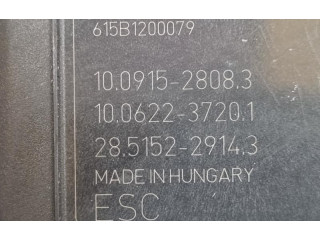 615B1200079
10.0915-2808.3
10.0622-3720.1
28.5152-2914.3
MADE IN HUNGARY
ESC